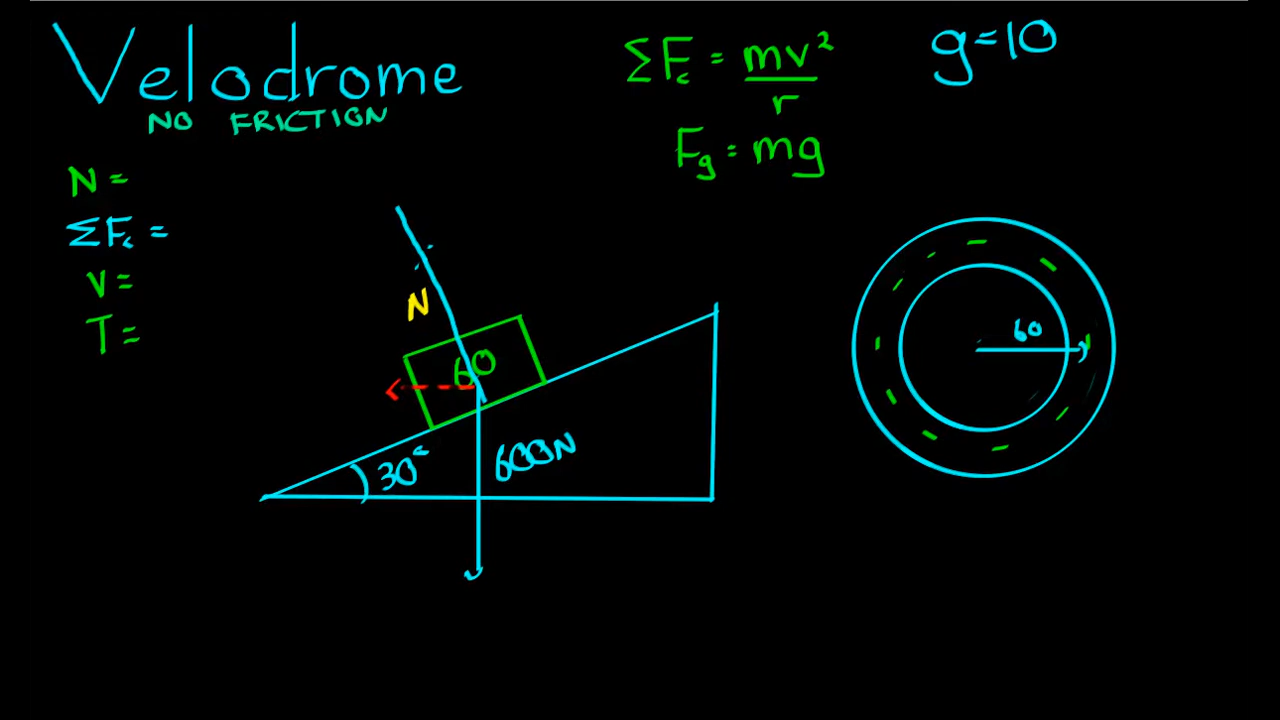 Velodrome
NO FRICTION
ΣFc = mv²/r
Fg = mg
g=10
N =
ΣFc =
V =
T =
N
60
30°
600N
60